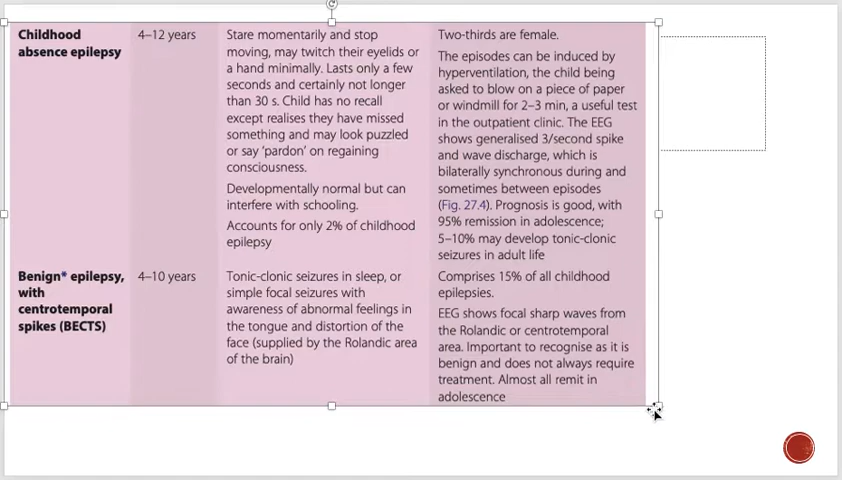 Childhood
absence epilepsy
4–12 years
Stare momentarily and stop
moving, may twitch their eyelids or
a hand minimally. Lasts only a few
seconds and certainly not longer
than 30 s. Child has no recall
except realises they have missed
something and may look puzzled
or say ‘pardon’ on regaining
consciousness.
Developmentally normal but can
interfere with schooling.
Accounts for only 2% of childhood
epilepsy
Two-thirds are female.
The episodes can be induced by
hyperventilation, the child being
asked to blow on a piece of paper
or windmill for 2–3 min, a useful test
in the outpatient clinic. The EEG
shows generalised 3/second spike
and wave discharge, which is
bilaterally synchronous during and
sometimes between episodes
(Fig. 27.4). Prognosis is good, with
95% remission in adolescence;
5–10% may develop tonic-clonic
seizures in adult life
Benign* epilepsy,
with
centrotemporal
spikes (BECTS)
4–10 years
Tonic-clonic seizures in sleep, or
simple focal seizures with
awareness of abnormal feelings in
the tongue and distortion of the
face (supplied by the Rolandic area
of the brain)
Comprises 15% of all childhood
epilepsies.
EEG shows focal sharp waves from
the Rolandic or centrotemporal
area. Important to recognise as it is
benign and does not always require
treatment. Almost all remit in
adolescence